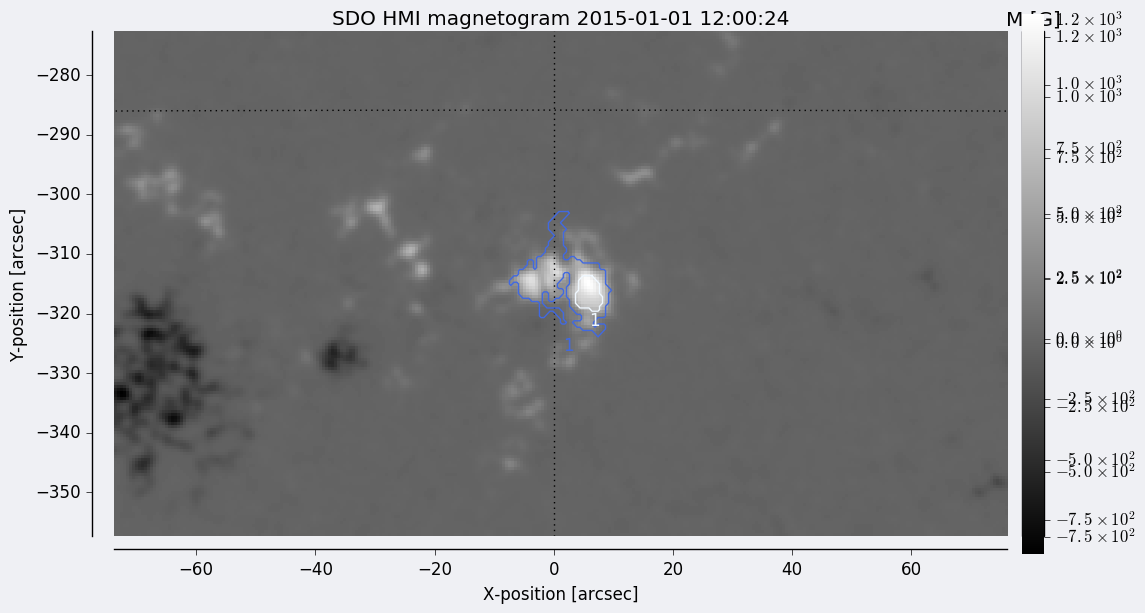 SDO HMI magnetogram 2015-01-01 12:00:24
M [G]
−280
−290
−300
−310
−320
−330
−340
−350
Y-position [arcsec]
1
1
1.2 × 10³
1.2 × 10³
1.0 × 10³
1.0 × 10³
7.5 × 10²
7.5 × 10²
5.0 × 10²
5.0 × 10²
2.5 × 10²
2.5 × 10²
0.0 × 10⁰
0.0 × 10⁰
−2.5 × 10²
−2.5 × 10²
−5.0 × 10²
−5.0 × 10²
−7.5 × 10²
−7.5 × 10²
−60 −40 −20 0 20 40 60
X-position [arcsec]